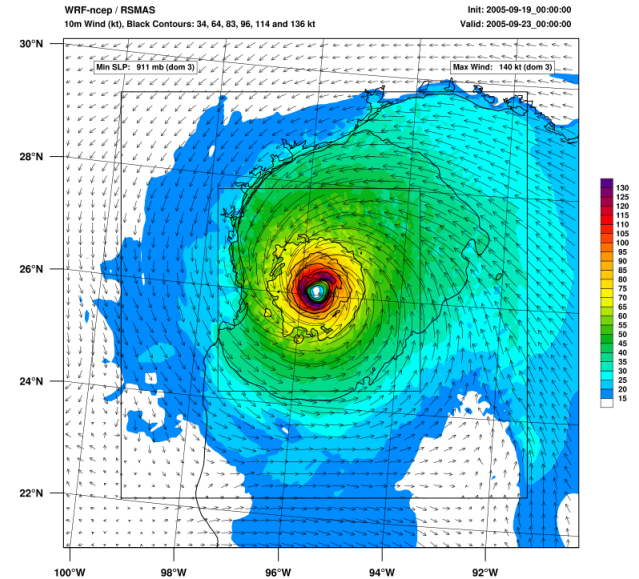 WRF-ncep / RSMAS
Init: 2005-09-19_00:00:00
10m Wind (kt), Black Contours: 34, 64, 83, 96, 114 and 136 kt
Valid: 2005-09-23_00:00:00
30°N
Min SLP: 911 mb (dom 3)
Max Wind: 140 kt (dom 3)
28°N
26°N
24°N
22°N
130
125
120
115
110
105
100
95
90
85
80
75
70
65
60
55
50
45
40
35
30
25
20
15
100°W
98°W
96°W
94°W
92°W